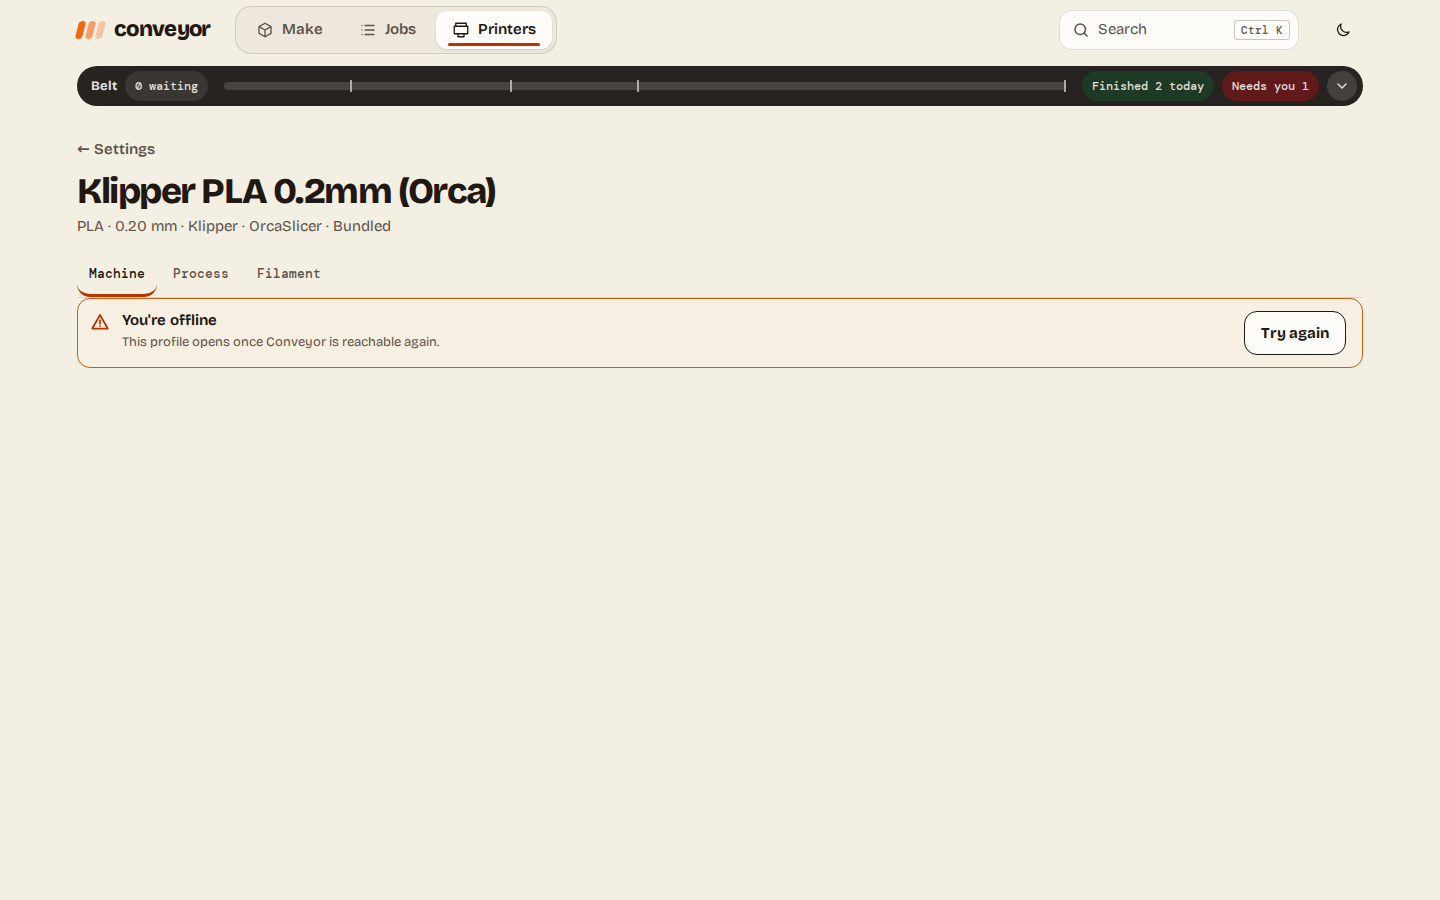 conveyor
Make
Jobs
Printers
Search
Ctrl K
Belt
0 waiting
Finished 2 today
Needs you 1
← Settings
Klipper PLA 0.2mm (Orca)
PLA · 0.20 mm · Klipper · OrcaSlicer · Bundled
Machine
Process
Filament
You're offline
This profile opens once Conveyor is reachable again.
Try again